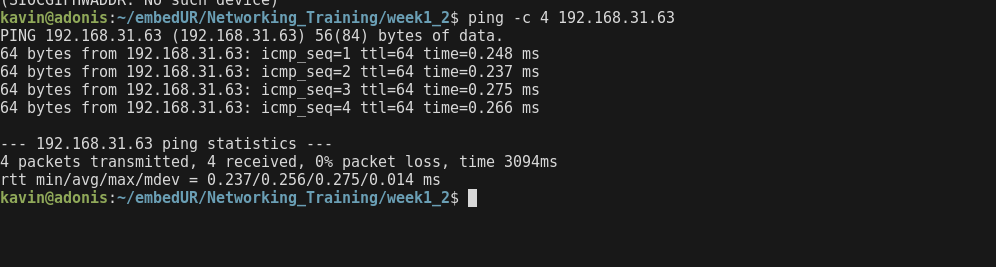 (SIOCGIFHWADDR: No such device)
kavin@adonis:~/embedUR/Networking_Training/week1_2$ ping -c 4 192.168.31.63
PING 192.168.31.63 (192.168.31.63) 56(84) bytes of data.
64 bytes from 192.168.31.63: icmp_seq=1 ttl=64 time=0.248 ms
64 bytes from 192.168.31.63: icmp_seq=2 ttl=64 time=0.237 ms
64 bytes from 192.168.31.63: icmp_seq=3 ttl=64 time=0.275 ms
64 bytes from 192.168.31.63: icmp_seq=4 ttl=64 time=0.266 ms
--- 192.168.31.63 ping statistics ---
4 packets transmitted, 4 received, 0% packet loss, time 3094ms
rtt min/avg/max/mdev = 0.237/0.256/0.275/0.014 ms
kavin@adonis:~/embedUR/Networking_Training/week1_2$